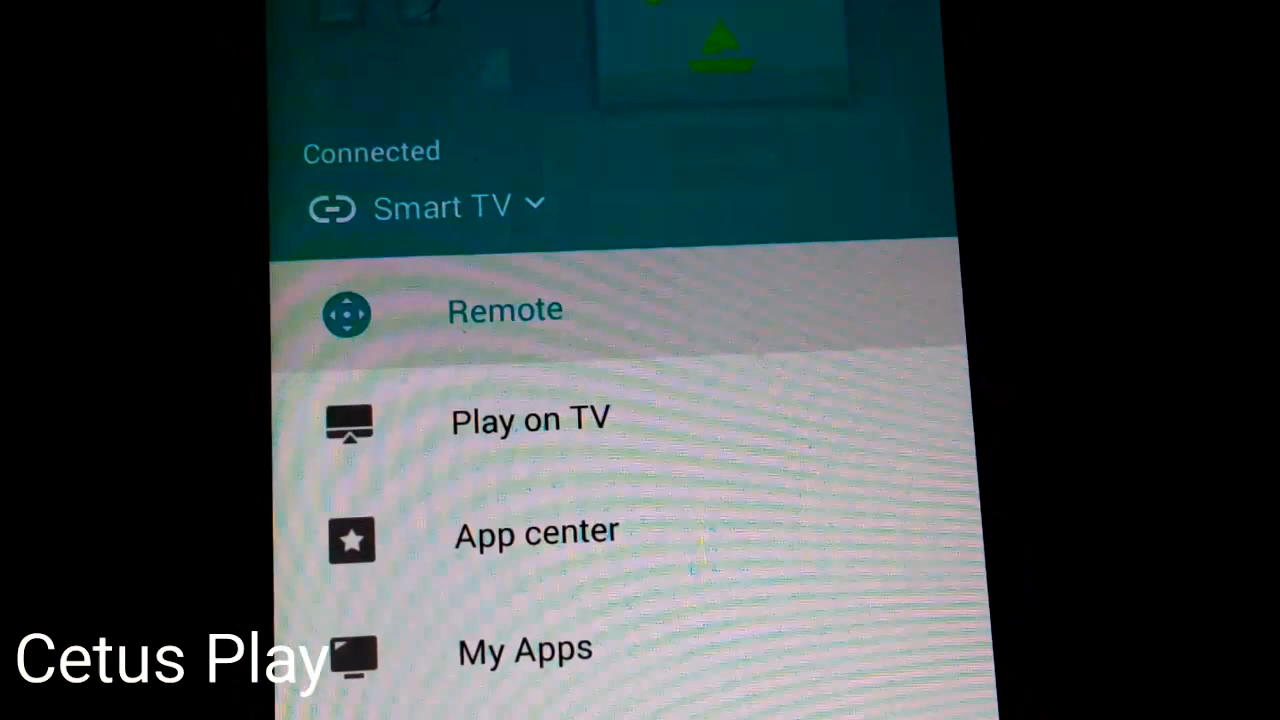 Connected
Smart TV
Remote
Play on TV
App center
My Apps
Cetus Play